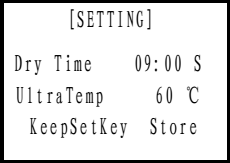 [SETTING]
Dry Time 09:00 S
UltraTemp 60 ℃
KeepSetKey Store